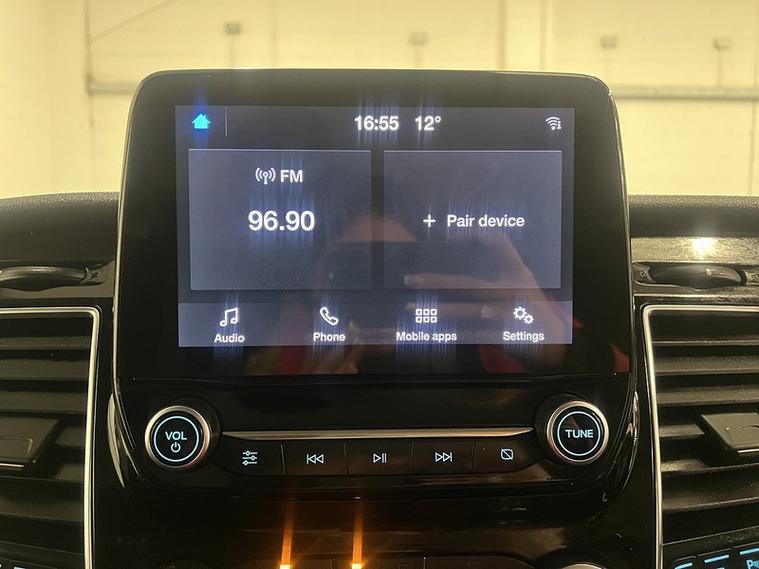 16:55 12°
FM
96.90
+ Pair device
Audio Phone Mobile apps Settings
VOL
TUNE